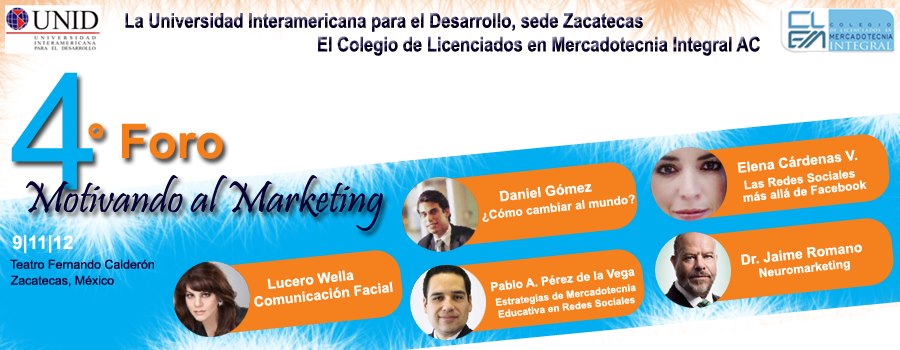 UNID
UNIVERSIDAD
INTERAMERICANA
PARA EL DESARROLLO
La Universidad Interamericana para el Desarrollo, sede Zacatecas
El Colegio de Licenciados en Mercadotecnia Integral AC
COLEGIO
DE LICENCIADOS EN
MERCADOTECNIA
INTEGRAL
4° Foro
Motivando al Marketing
9|11|12
Teatro Fernando Calderón
Zacatecas, México
Lucero Wella
Comunicación Facial
Daniel Gómez
¿Cómo cambiar al mundo?
Pablo A. Pérez de la Vega
Estrategias de Mercadotecnia
Educativa en Redes Sociales
Elena Cárdenas V.
Las Redes Sociales
más allá de Facebook
Dr. Jaime Romano
Neuromarketing